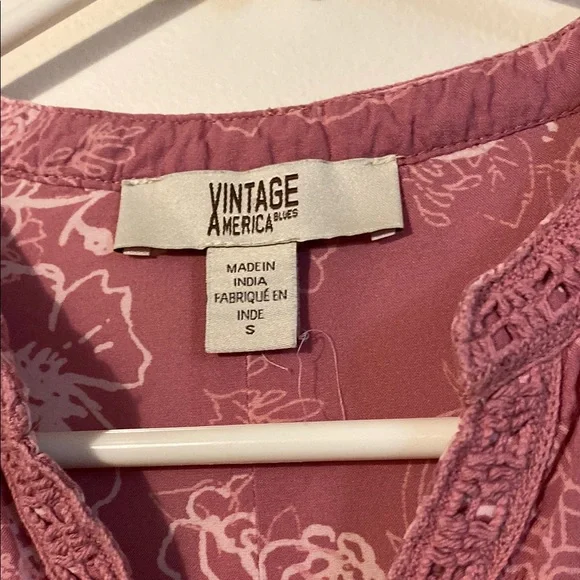 VINTAGE
AMERICA BLUES
MADE IN
INDIA
FABRIQUÉ EN
INDE
S